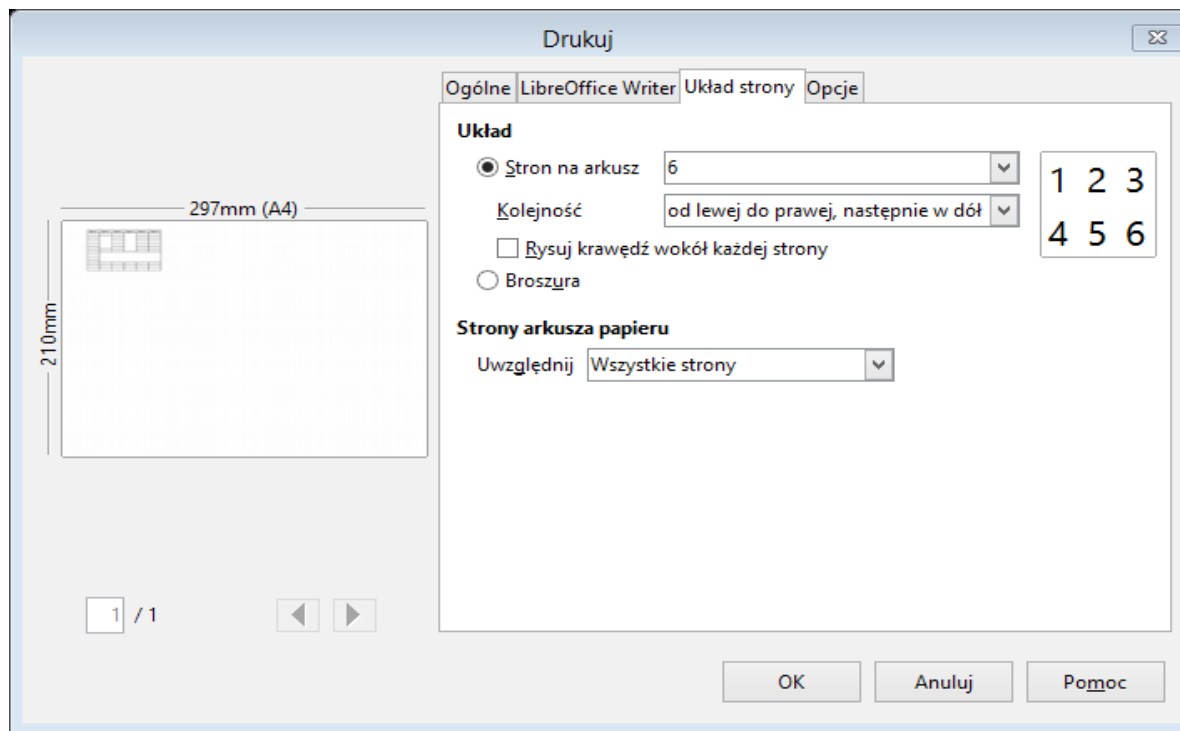 Drukuj
Ogólne LibreOffice Writer Układ strony Opcje
Układ
Stron na arkusz 6
Kolejność od lewej do prawej, następnie w dół
Rysuj krawędź wokół każdej strony
Broszura
1 2 3
4 5 6
Strony arkusza papieru
Uwzględnij Wszystkie strony
297mm (A4)
210mm
1 / 1
OK Anuluj Pomoc